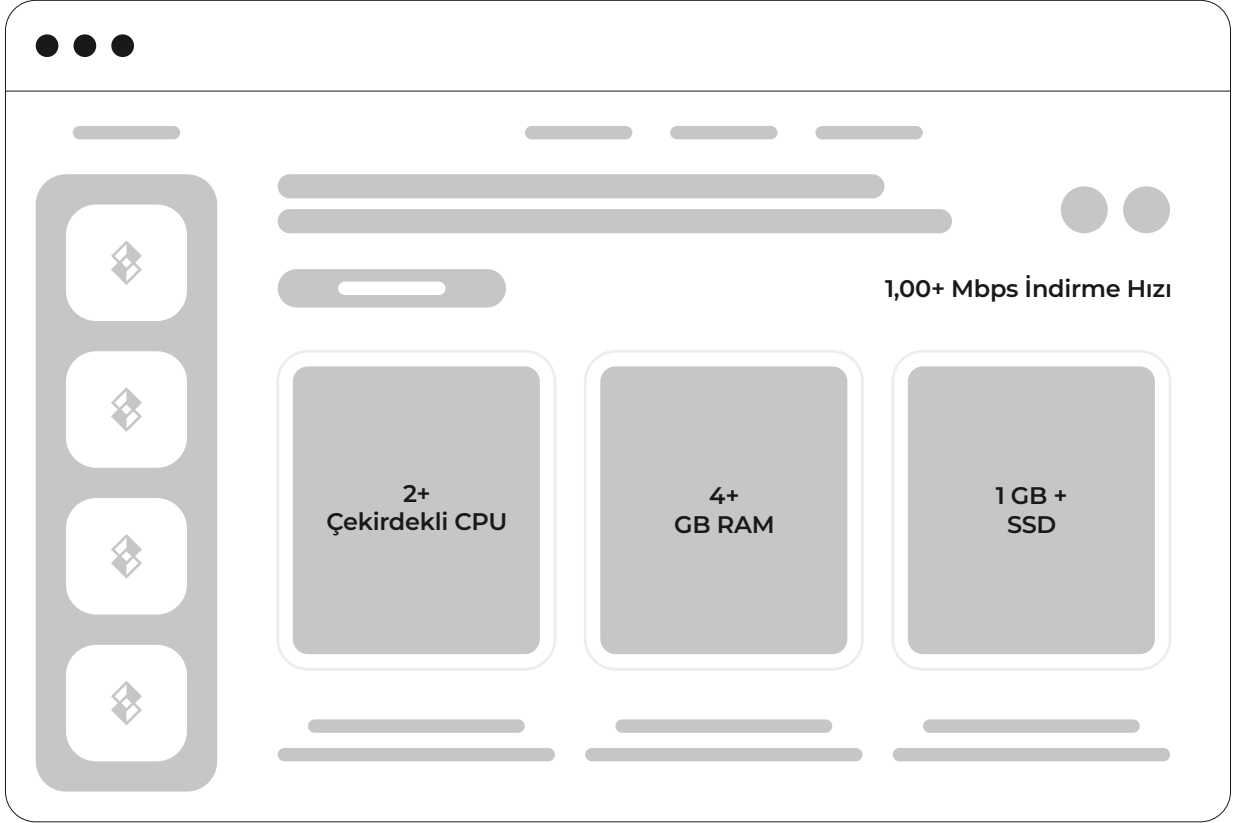 1,00+ Mbps İndirme Hızı
2+
Çekirdekli CPU
4+
GB RAM
1 GB +
SSD